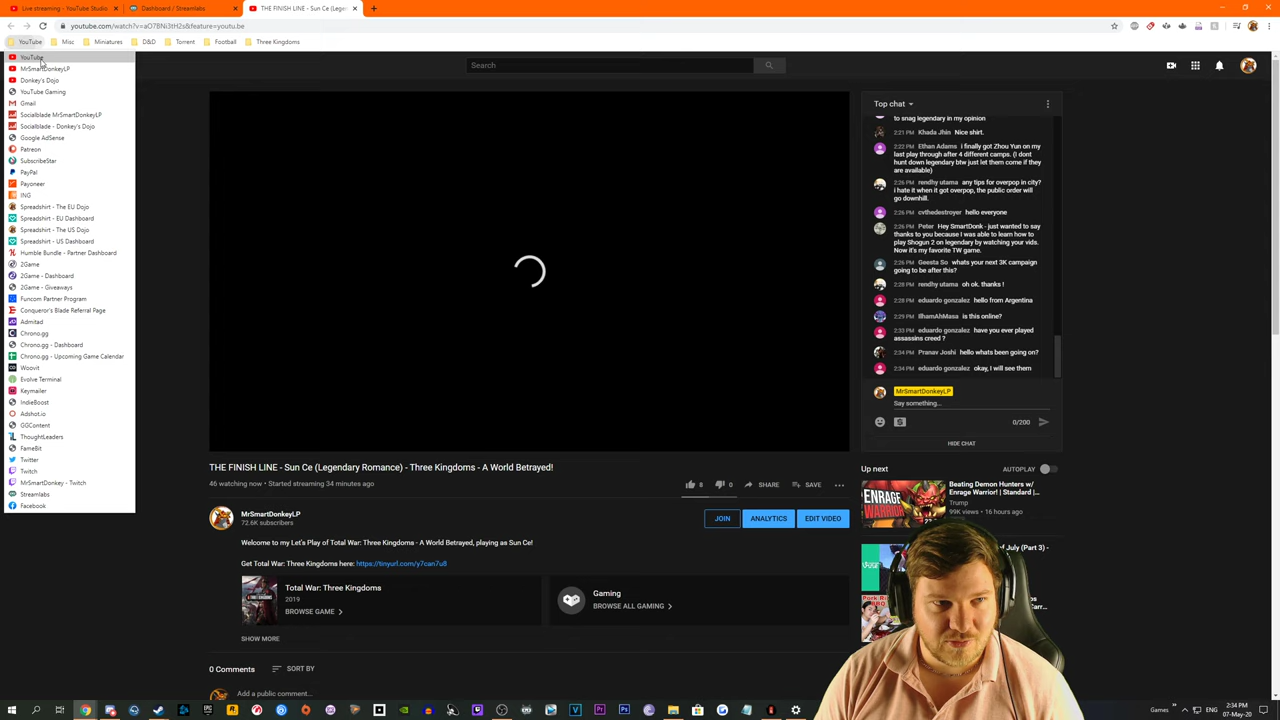 Live streaming - YouTube Studio
Dashboard / Streamlabs
THE FINISH LINE - Sun Ce (Legen
youtube.com/watch?v=aO7BNi3tH2s&feature=youtu.be
YouTube
Misc
Miniatures
D&D
Torrent
Football
Three Kingdoms
YouTube
MrSmartDonkeyLP
Donkey's Dojo
YouTube Gaming
Gmail
Socialblade MrSmartDonkeyLP
Socialblade - Donkey's Dojo
Google AdSense
Patreon
SubscribeStar
PayPal
Payoneer
ING
Spreadshirt - The EU Dojo
Spreadshirt - EU Dashboard
Spreadshirt - The US Dojo
Spreadshirt - US Dashboard
Humble Bundle - Partner Dashboard
2Game
2Game - Dashboard
2Game - Giveaways
Funcom Partner Program
Conqueror's Blade Referral Page
Admitad
Chrono.gg
Chrono.gg - Dashboard
Chrono.gg - Upcoming Game Calendar
Woovit
Evolve Terminal
Keymailer
IndieBoost
Adshot.io
GGContent
ThoughtLeaders
FameBit
Twitter
Twitch
MrSmartDonkey - Twitch
Streamlabs
Facebook
Search
Top chat
to snag legendary in my opinion
2:21 PM Khada Jhin Nice shirt.
2:22 PM Ethan Adams i finally got Zhou Yun on my
last play through after 4 different camps. (I dont
hunt down legendary btw just let them come if they
are available)
2:26 PM rendhy utama any tips for overpop in city?
i hate it when it got overpop, the public order will
go downhill.
2:26 PM cvthedestroyer hello everyone
2:26 PM Peter Hey SmartDonk - just wanted to say
thanks to you because I was able to learn how to
play Shogun 2 on legendary by watching your vids.
Now it's my favorite TW game.
2:26 PM Geesta So whats your next 3K campaign
going to be after this?
2:28 PM rendhy utama oh ok. thanks !
2:28 PM eduardo gonzalez hello from Argentina
2:29 PM IlhamAhMasa is this online?
2:33 PM eduardo gonzalez have you ever played
assassins creed ?
2:34 PM Pranav Joshi hello whats been going on?
2:34 PM eduardo gonzalez okay, I will see them
MrSmartDonkeyLP
Say something...
0/200
HIDE CHAT
THE FINISH LINE - Sun Ce (Legendary Romance) - Three Kingdoms - A World Betrayed!
46 watching now • Started streaming 34 minutes ago
8
0
SHARE
SAVE
MrSmartDonkeyLP
72.6K subscribers
JOIN
ANALYTICS
EDIT VIDEO
Welcome to my Let's Play of Total War: Three Kingdoms - A World Betrayed, playing as Sun Ce!
Get Total War: Three Kingdoms here: https://tinyurl.com/y7can7u8
Total War: Three Kingdoms
2019
BROWSE GAME
Gaming
BROWSE ALL GAMING
SHOW MORE
0 Comments
SORT BY
Add a public comment...
Up next
AUTOPLAY
ENRAGE
WARRIOR
Beating Demon Hunters w/
Enrage Warrior! | Standard |...
Trump
99K views • 16 hours ago
of July (Part 3) -
Games
ENG
2:34 PM
07-May-20